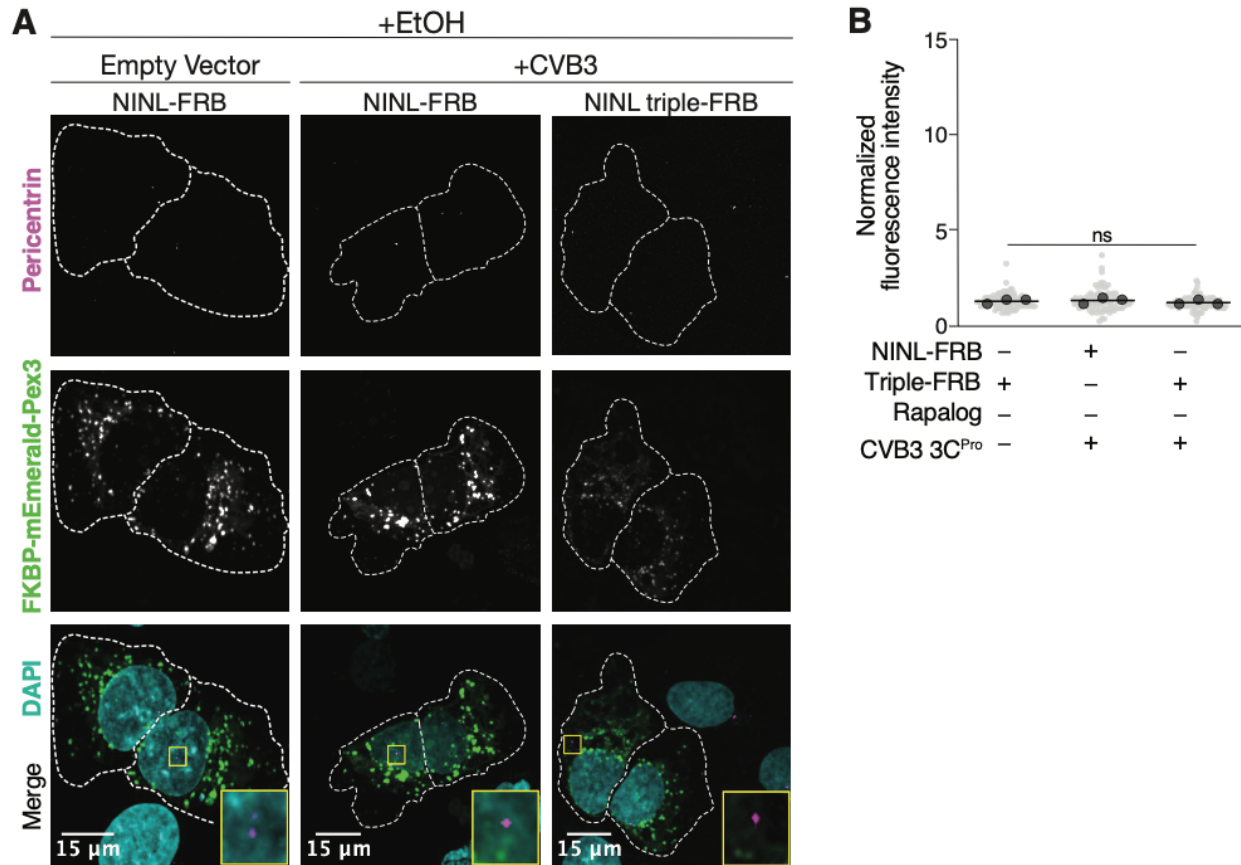 A
+EtOH
Empty Vector
+CVB3
NINL-FRB
NINL-FRB
NINL triple-FRB
Pericentrin
FKBP-mEmerald-Pex3
DAPI
Merge
15 µm
15 µm
15 µm
B
Normalized
fluorescence intensity
15
10
5
0
ns
NINL-FRB – + –
Triple-FRB + – +
Rapalog – – –
CVB3 3CPro – + +